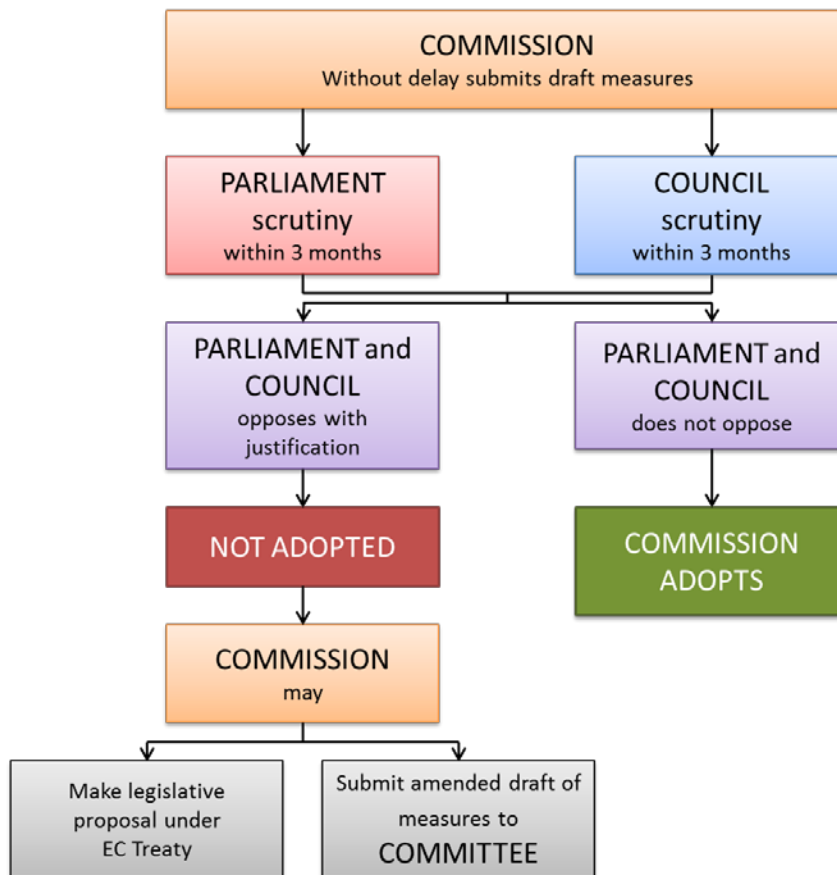 COMMISSION
Without delay submits draft measures
PARLIAMENT
scrutiny
within 3 months
COUNCIL
scrutiny
within 3 months
PARLIAMENT and
COUNCIL
opposes with
justification
PARLIAMENT and
COUNCIL
does not oppose
NOT ADOPTED
COMMISSION
ADOPTS
COMMISSION
may
Make legislative
proposal under
EC Treaty
Submit amended draft of
measures to
COMMITTEE